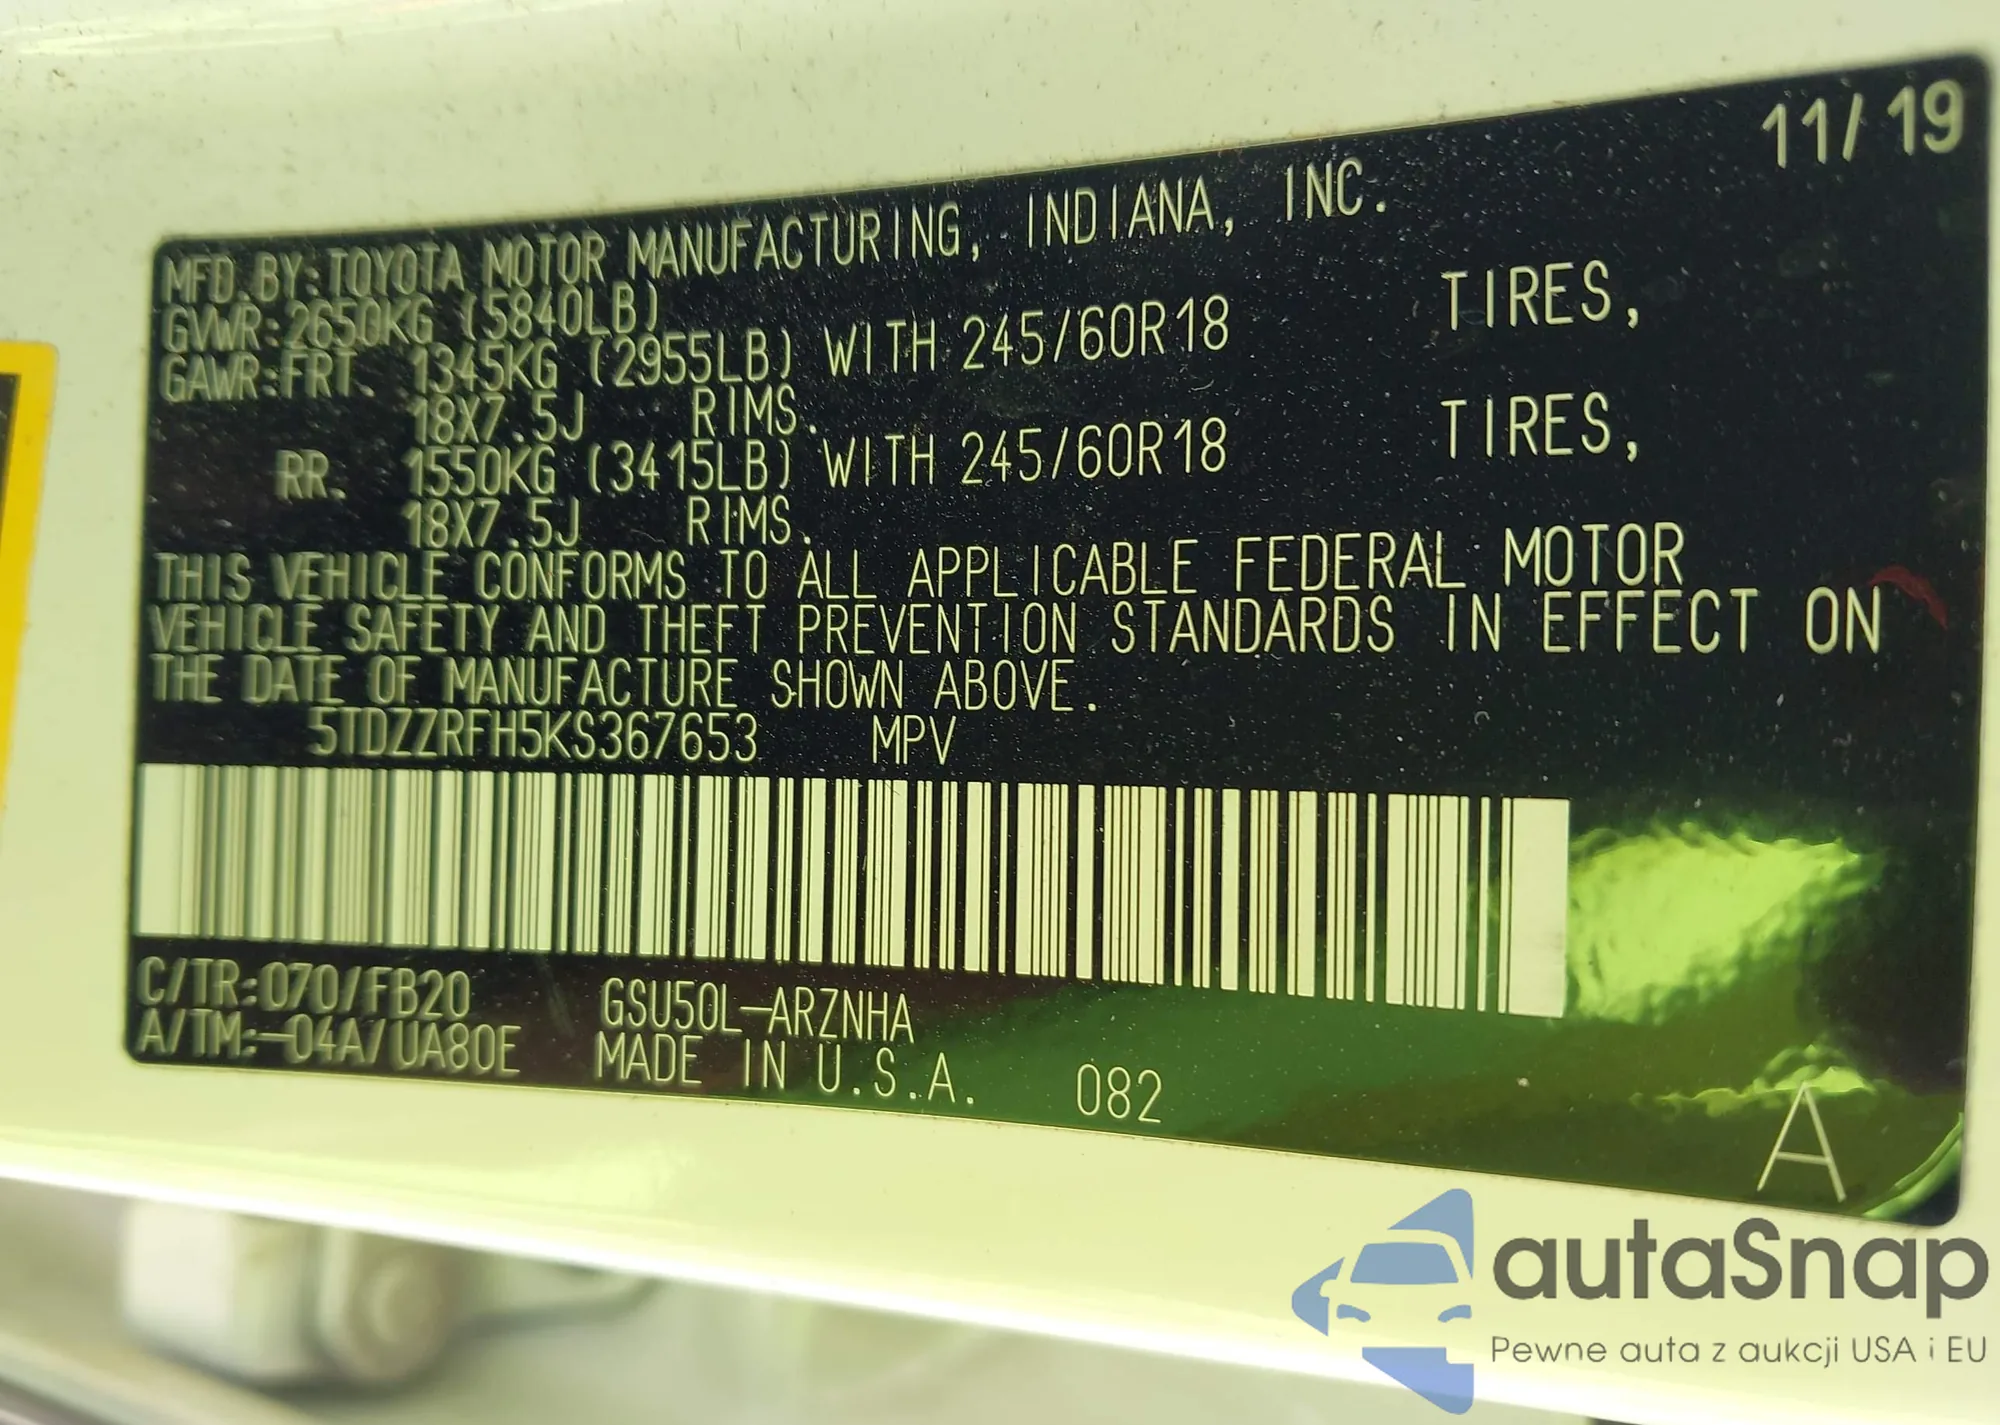 11/19
MFD.BY:TOYOTA MOTOR MANUFACTURING, INDIANA, INC.
GVWR:2650KG (5840LB)
GAWR:FRT. 1345KG (2955LB) WITH 245/60R18 TIRES,
18X7.5J RIMS.
RR. 1550KG (3415LB) WITH 245/60R18 TIRES,
18X7.5J RIMS.
THIS VEHICLE CONFORMS TO ALL APPLICABLE FEDERAL MOTOR
VEHICLE SAFETY AND THEFT PREVENTION STANDARDS IN EFFECT ON
THE DATE OF MANUFACTURE SHOWN ABOVE.
5TDZZRFH5KS367653 MPV
C/TR:070/FB20 GSU50L-ARZNHA
A/TM:-04A/UA80E MADE IN U.S.A. 082
A
autaSnap
Pewne auta z aukcji USA i EU